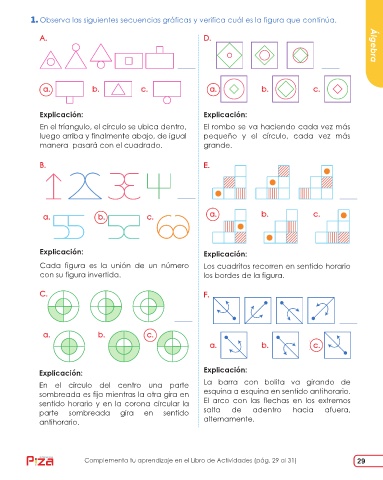 1. Observa las siguientes secuencias gráficas y verifica cuál es la figura que continúa.
Álgebra
A.
a. b. c.
Explicación:
En el triangulo, el círculo se ubica dentro,
luego arriba y finalmente abajo, de igual
manera pasará con el cuadrado.
B.
a. b. c.
Explicación:
Cada figura es la unión de un número
con su figura invertido.
C.
a. b. c.
Explicación:
En el círculo del centro una parte
sombreada es fijo mientras la otra gira en
sentido horario y en la corona circular la
parte sombreada gira en sentido
antihorario.
D.
a. b. c.
Explicación:
El rombo se va haciendo cada vez más
pequeño y el círculo, cada vez más
grande.
E.
a. b. c.
Explicación:
Los cuadritos recorren en sentido horario
los bordes de la figura.
F.
a. b. c.
Explicación:
La barra con bolita va girando de
esquina a esquina en sentido antihorario.
El arco con las flechas en los extremos
salta de adentro hacia afuera,
alternamente.
Complementa tu aprendizaje en el Libro de Actividades (pág. 29 al 31)
29